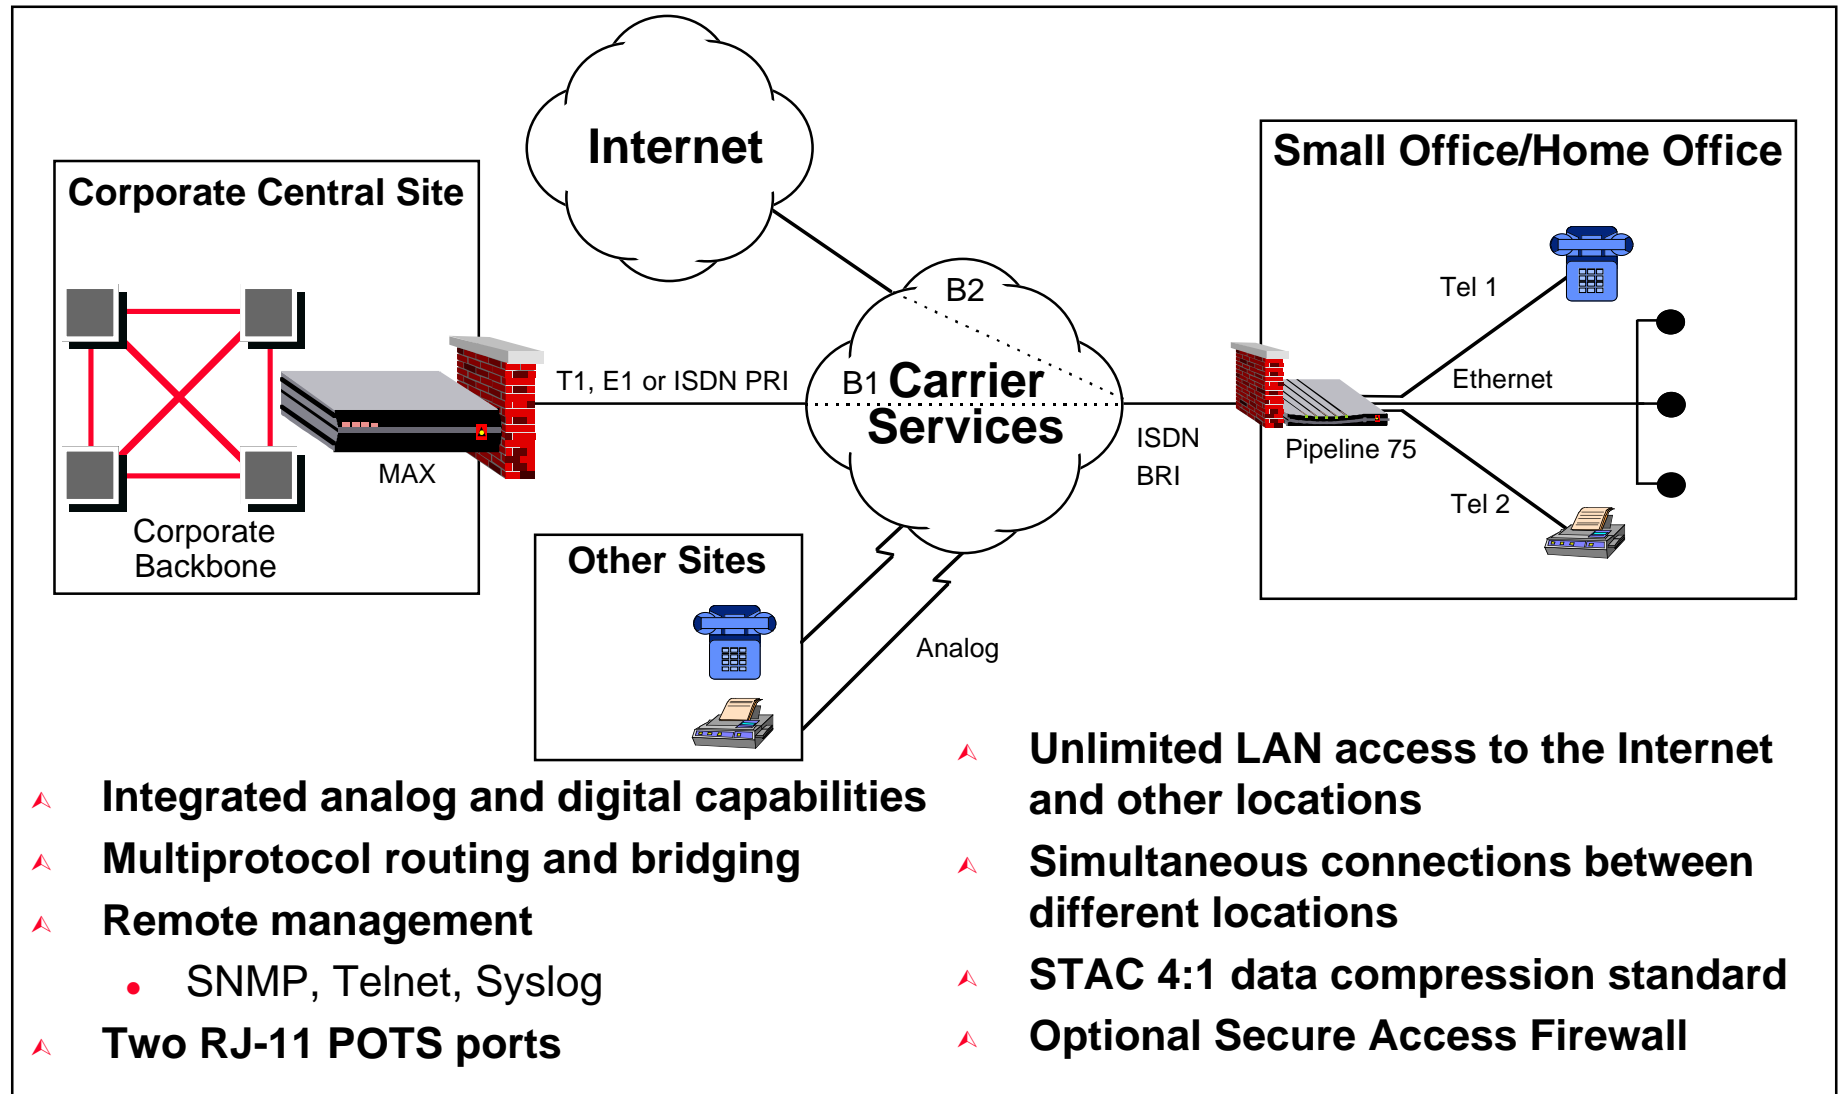 Internet
Small Office/Home Office
Corporate Central Site
Tel 1
B2
T1, E1 or ISDN PRI
B1
Carrier
Services
Ethernet
ISDN
BRI
Pipeline 75
MAX
Tel 2
Corporate
Backbone
Other Sites
Analog
Integrated analog and digital capabilities
Multiprotocol routing and bridging
Remote management
SNMP, Telnet, Syslog
Two RJ-11 POTS ports
Unlimited LAN access to the Internet
and other locations
Simultaneous connections between
different locations
STAC 4:1 data compression standard
Optional Secure Access Firewall